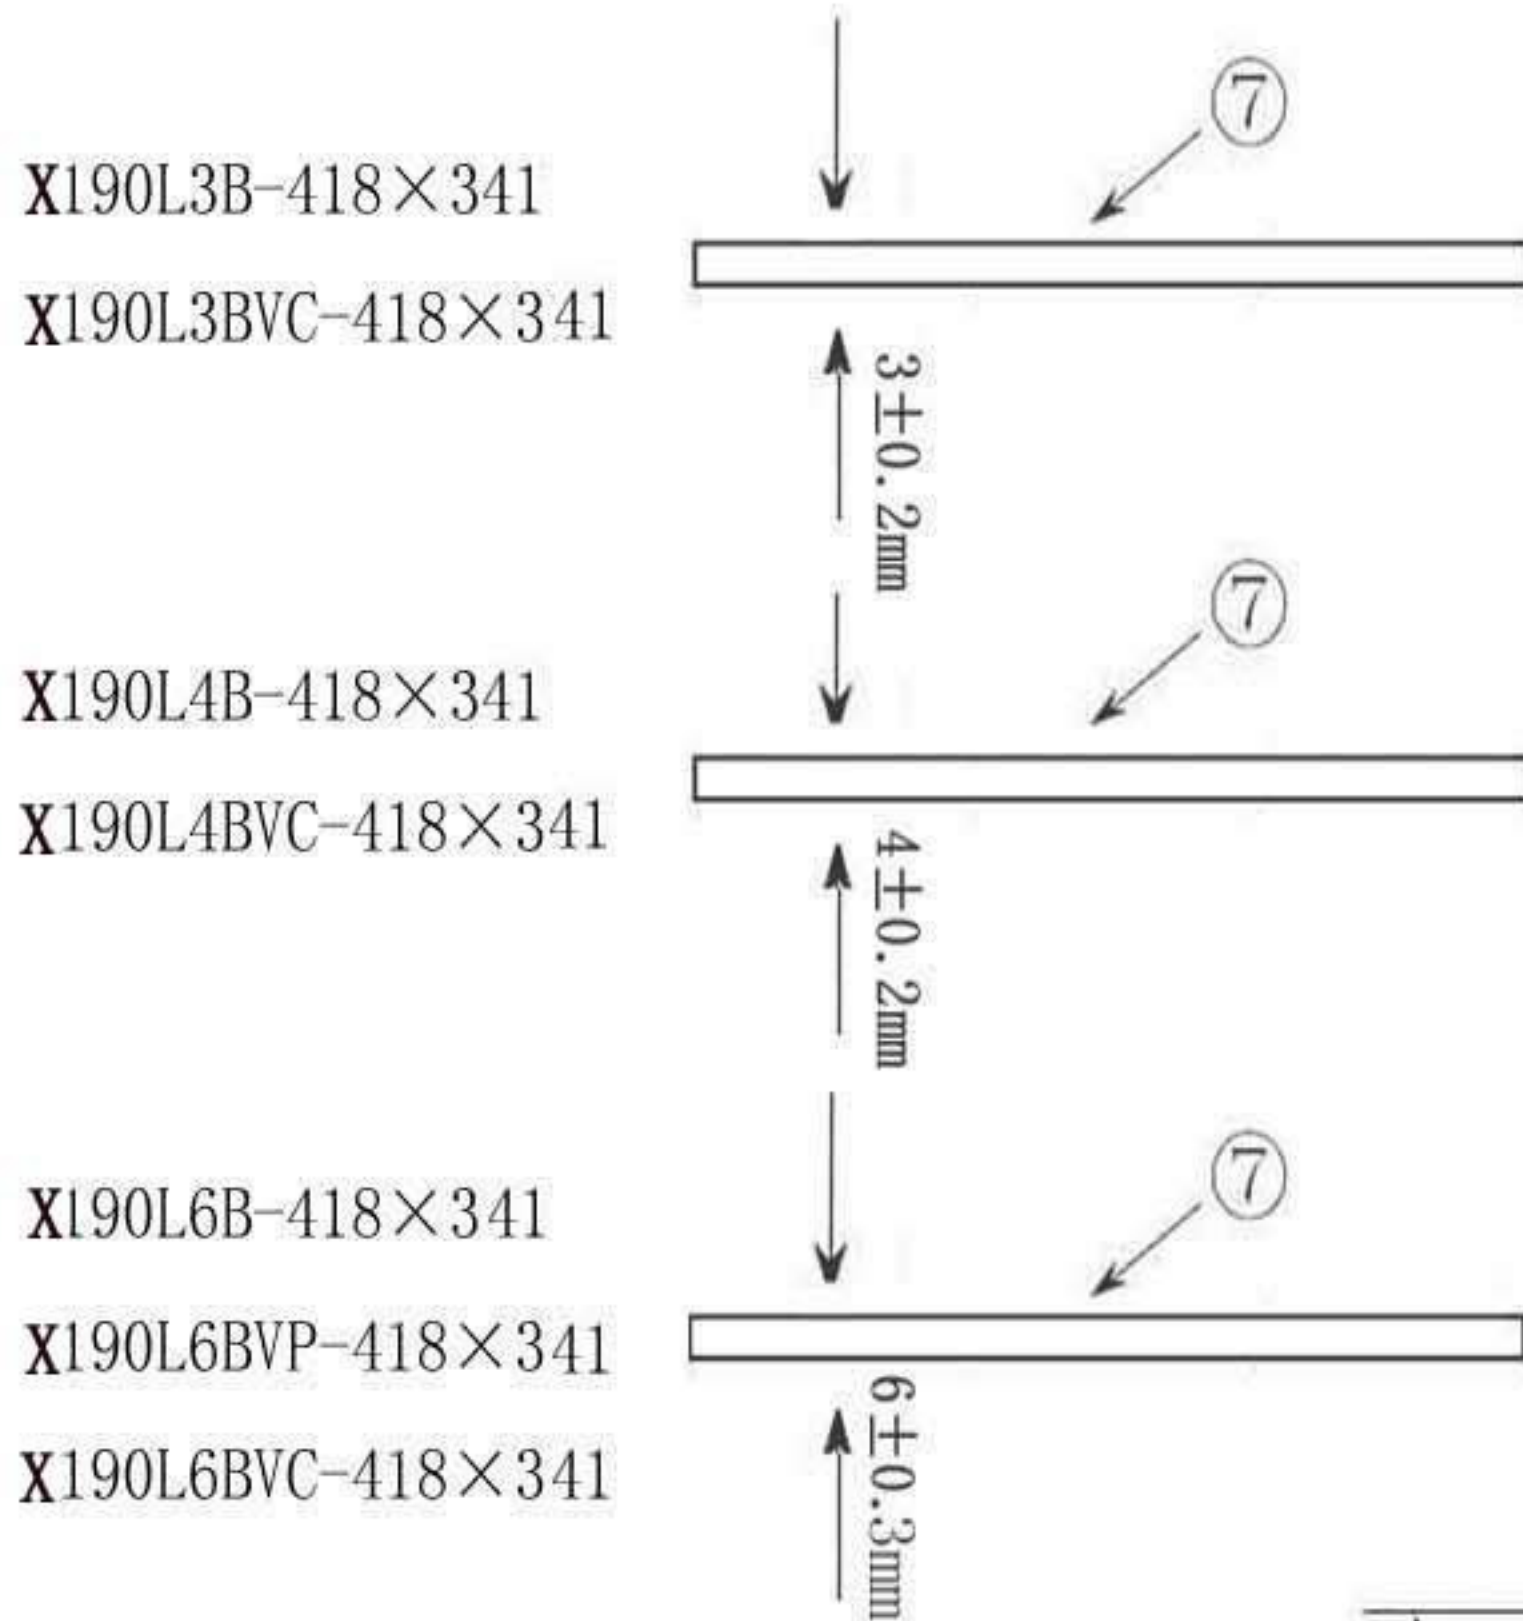 ⑦
X190L3B-418×341
X190L3BVC-418×341
3±0.2mm
⑦
X190L4B-418×341
X190L4BVC-418×341
4±0.2mm
⑦
X190L6B-418×341
X190L6BVP-418×341
X190L6BVC-418×341
6±0.3mm